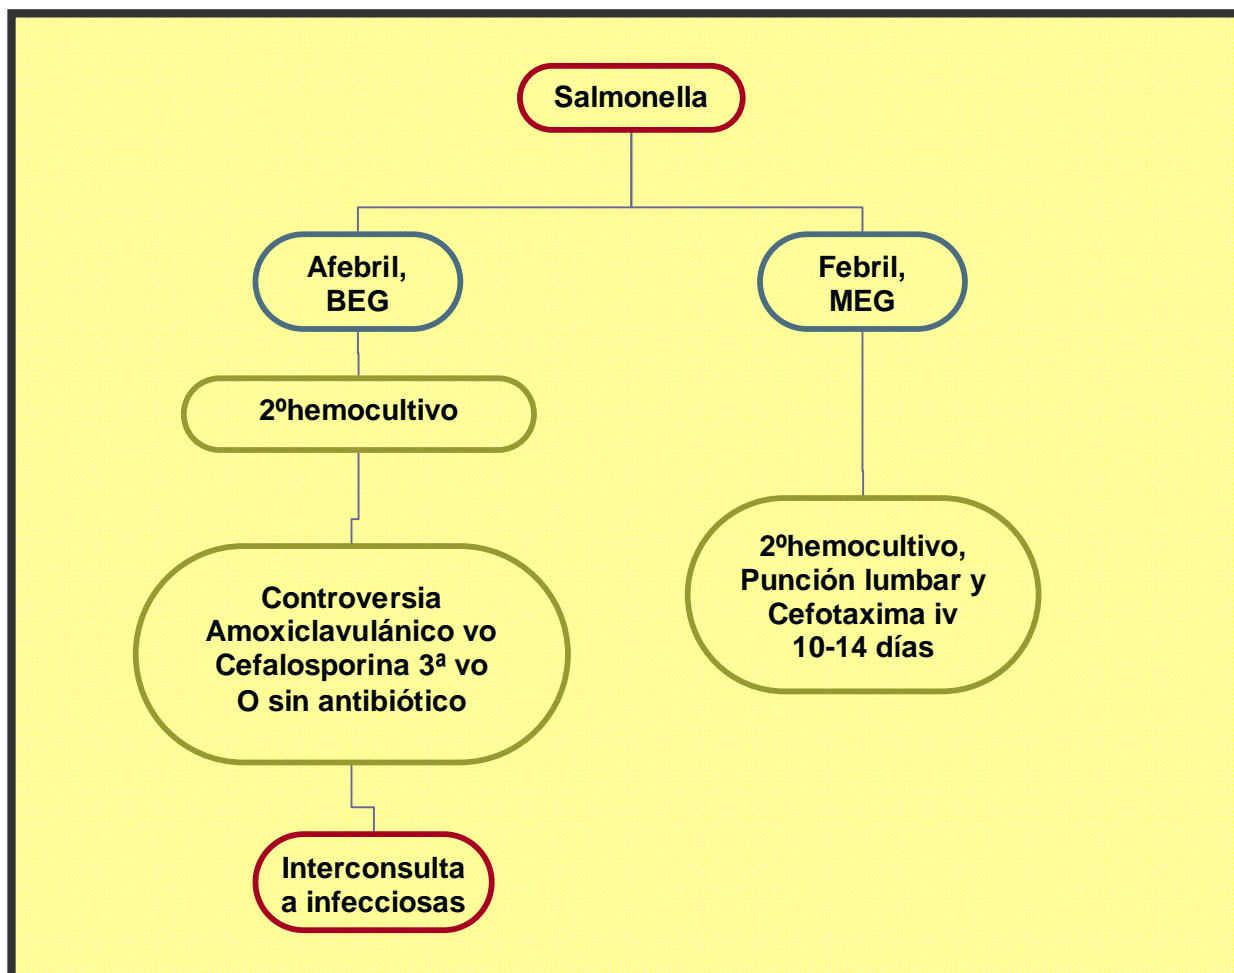 Salmonella
Afebril,
BEG
Febril,
MEG
2ºhemocultivo
Controversia
Amoxiclavulánico vo
Cefalosporina 3ª vo
O sin antibiótico
2ºhemocultivo,
Punción lumbar y
Cefotaxima iv
10-14 días
Interconsulta
a infecciosas